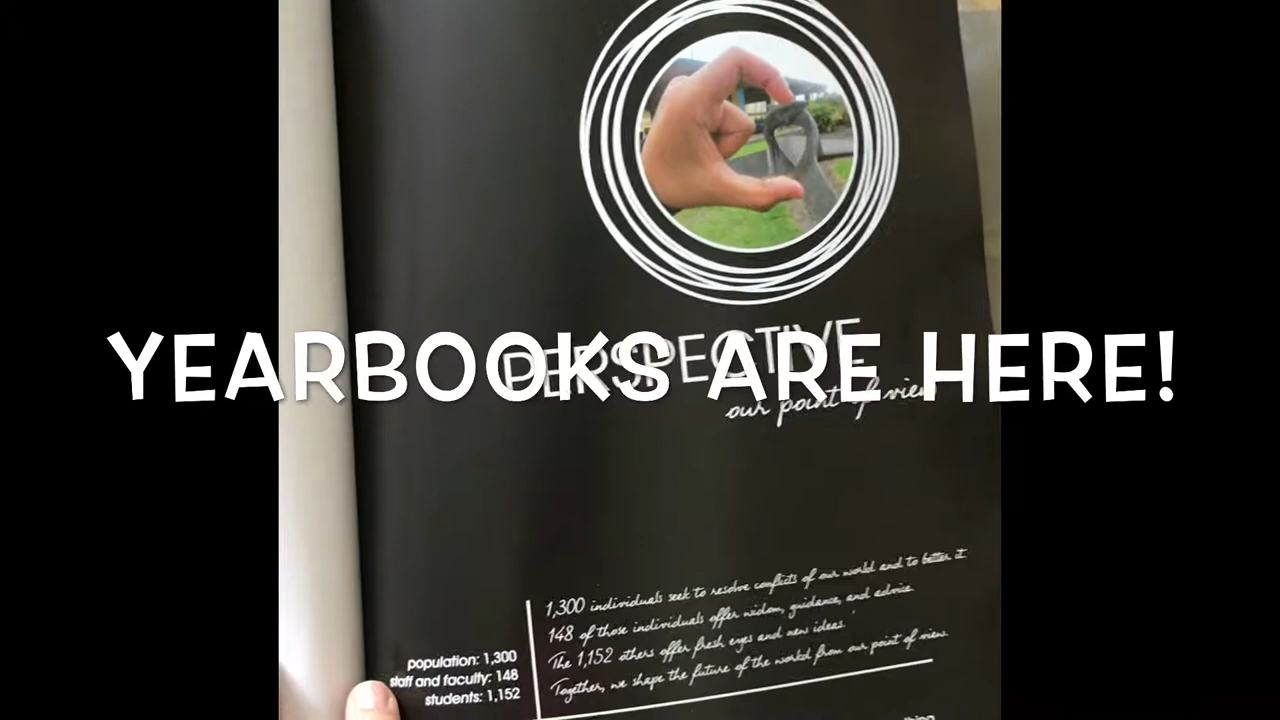 PERSPECTIVE
YEARBOOKS ARE HERE!
our point of view
1,300 individuals seek to resolve conflicts of our world and to better it.
148 of those individuals offer widom, guidance, and advice.
The 1,152 others offer fresh eyes and new ideas.
Together, we shape the future of the world from our point of view.
population: 1,300
staff and faculty: 148
students: 1,152